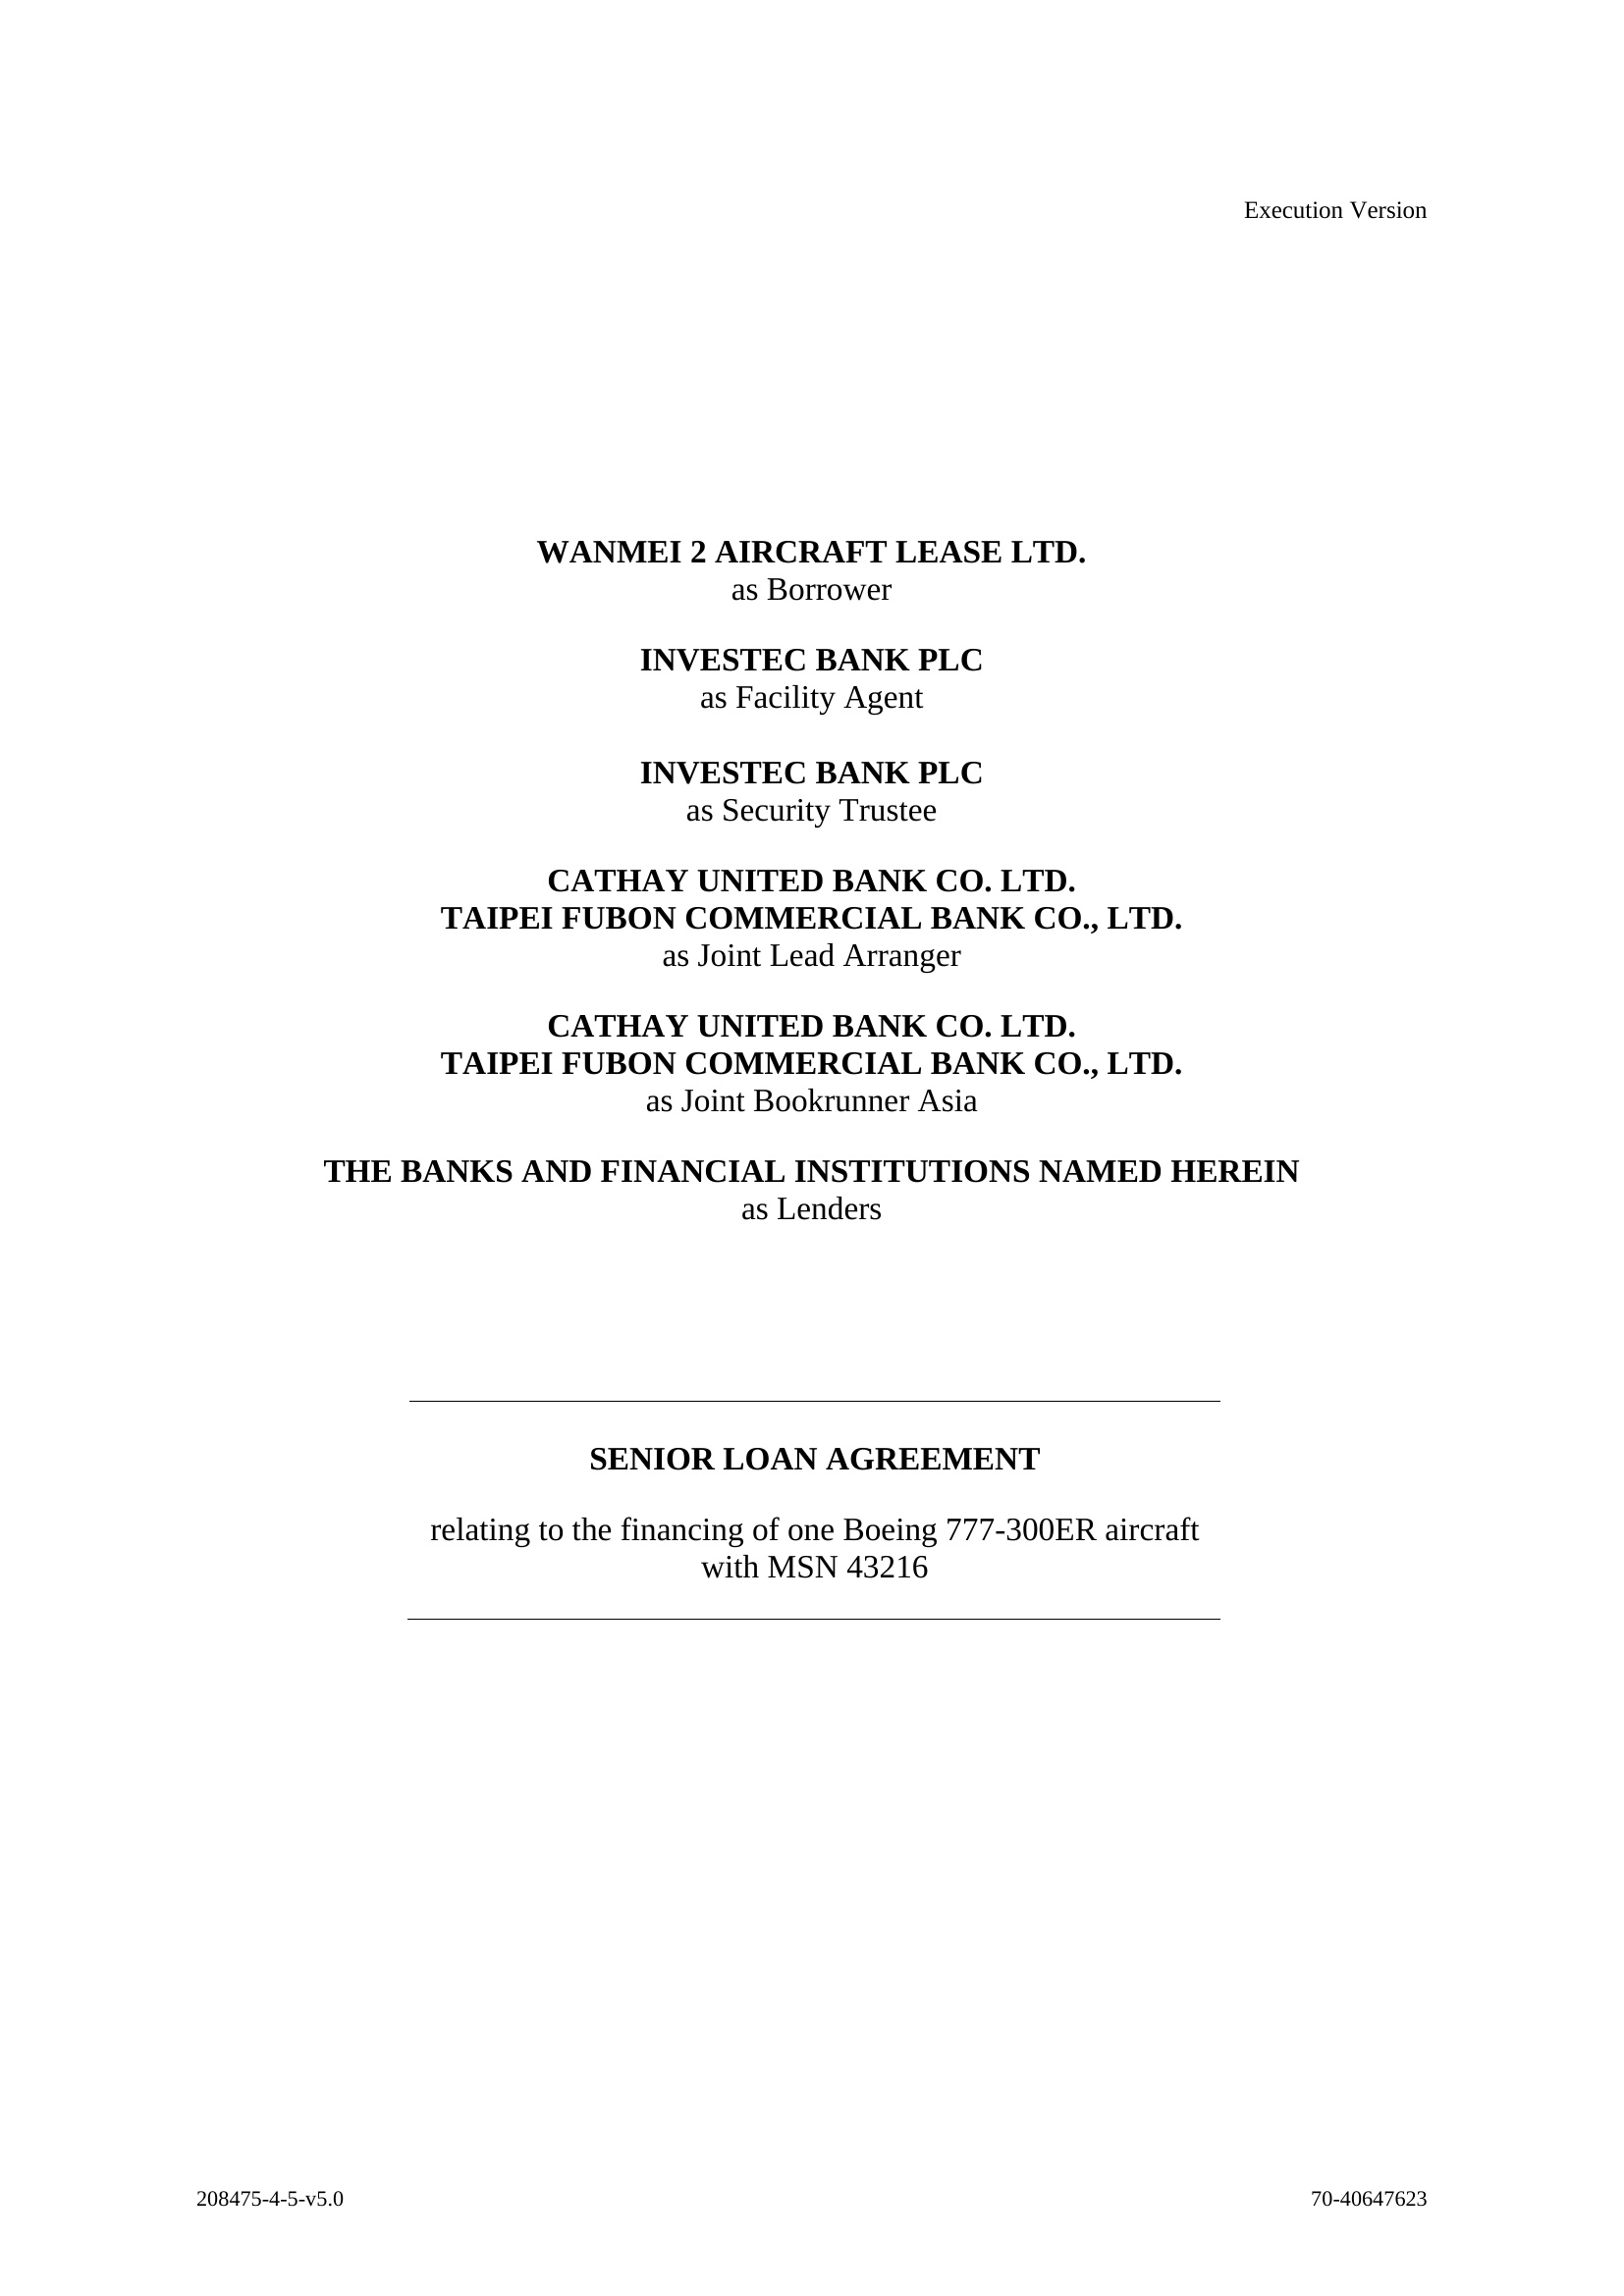 Execution Version
WANMEI 2 AIRCRAFT LEASE LTD.
as Borrower
INVESTEC BANK PLC
as Facility Agent
INVESTEC BANK PLC
as Security Trustee
CATHAY UNITED BANK CO. LTD.
TAIPEI FUBON COMMERCIAL BANK CO., LTD.
as Joint Lead Arranger
CATHAY UNITED BANK CO. LTD.
TAIPEI FUBON COMMERCIAL BANK CO., LTD.
as Joint Bookrunner Asia
THE BANKS AND FINANCIAL INSTITUTIONS NAMED HEREIN
as Lenders
SENIOR LOAN AGREEMENT
relating to the financing of one Boeing 777-300ER aircraft
with MSN 43216
208475-4-5-v5.0 70-40647623